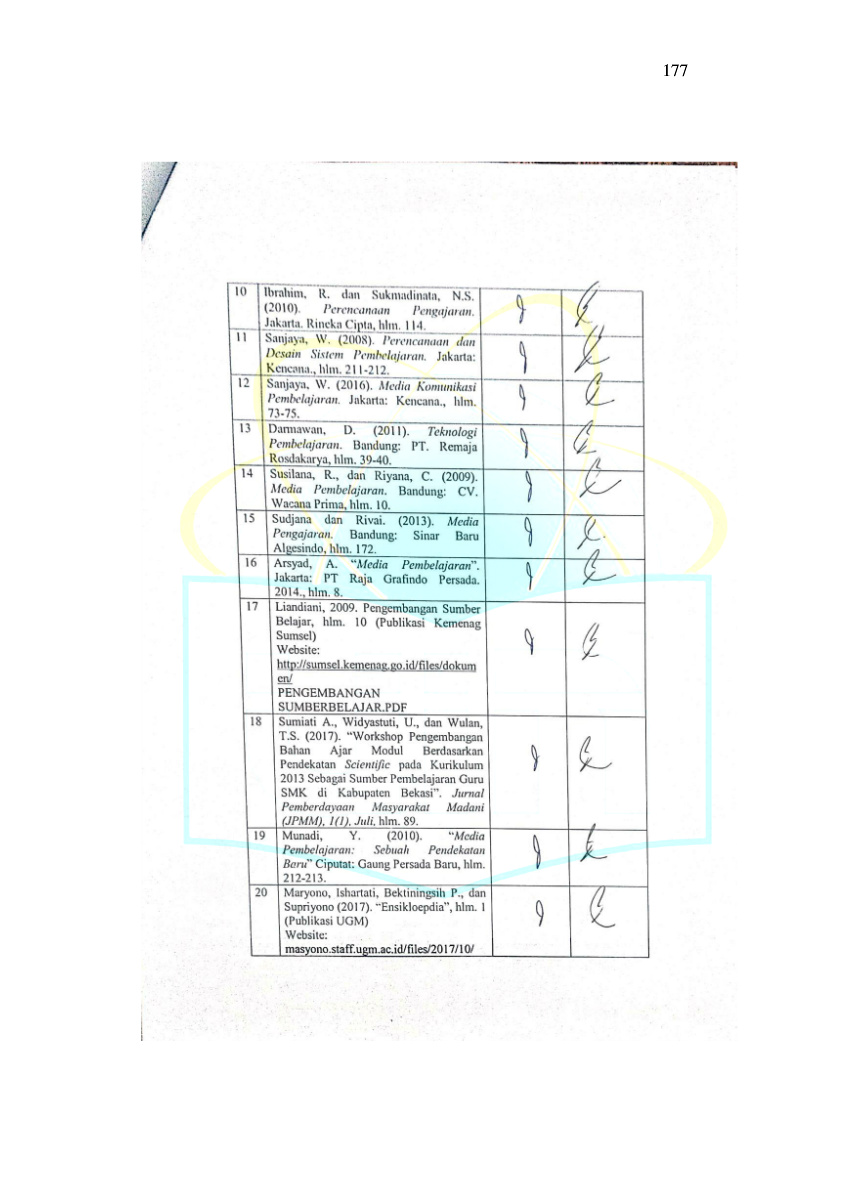 177
10 Ibrahim, R. dan Sukmadinata, N.S.
(2010). Perencanaan Pengajaran.
Jakarta. Rineka Cipta, hlm. 114.
11 Sanjaya, W. (2008). Perencanaan dan
Desain Sistem Pembelajaran. Jakarta:
Kencana., hlm. 211-212.
12 Sanjaya, W. (2016). Media Komunikasi
Pembelajaran. Jakarta: Kencana., hlm.
73-75.
13 Darmawan, D. (2011). Teknologi
Pembelajaran. Bandung: PT. Remaja
Rosdakarya, hlm. 39-40.
14 Susilana, R., dan Riyana, C. (2009).
Media Pembelajaran. Bandung: CV.
Wacana Prima, hlm. 10.
15 Sudjana dan Rivai. (2013). Media
Pengajaran. Bandung: Sinar Baru
Algesindo, hlm. 172.
16 Arsyad, A. “Media Pembelajaran”.
Jakarta: PT Raja Grafindo Persada.
2014., hlm. 8.
17 Liandiani, 2009. Pengembangan Sumber
Belajar, hlm. 10 (Publikasi Kemenag
Sumsel)
Website:
http://sumsel.kemenag.go.id/files/dokum
en/
PENGEMBANGAN
SUMBERBELAJAR.PDF
18 Sumiati A., Widyastuti, U., dan Wulan,
T.S. (2017). “Workshop Pengembangan
Bahan Ajar Modul Berdasarkan
Pendekatan Scientific pada Kurikulum
2013 Sebagai Sumber Pembelajaran Guru
SMK di Kabupaten Bekasi”. Jurnal
Pemberdayaan Masyarakat Madani
(JPMM), 1(1), Juli, hlm. 89.
19 Munadi, Y. (2010). “Media
Pembelajaran: Sebuah Pendekatan
Baru” Ciputat: Gaung Persada Baru, hlm.
212-213.
20 Maryono, Ishartati, Bektiningsih P., dan
Supriyono (2017). “Ensikloepdia”, hlm. 1
(Publikasi UGM)
Website:
masyono.staff.ugm.ac.id/files/2017/10/